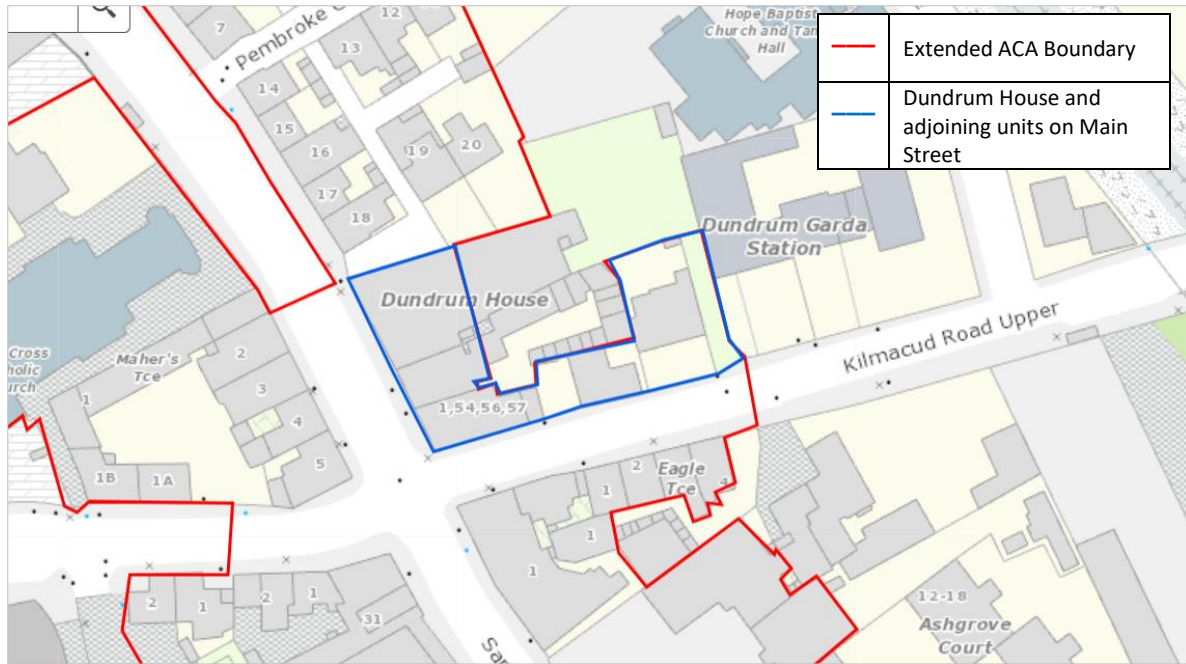 7
Pembroke C
12
13
14
15
16
17
18
19
20
Hope Baptist
Church and Tan
Hall
Extended ACA Boundary
Dundrum House and
adjoining units on Main
Street
Dundrum Garda
Station
Dundrum House
Kilmacud Road Upper
Cross
holic
urch
Maher's
Tce
1
2
3
4
5
1B
1A
1,54,56,57
Eagle
Tce
1
2
4
1
1
2
1
2
1
31
Sa
12-18
Ashgrove
Court